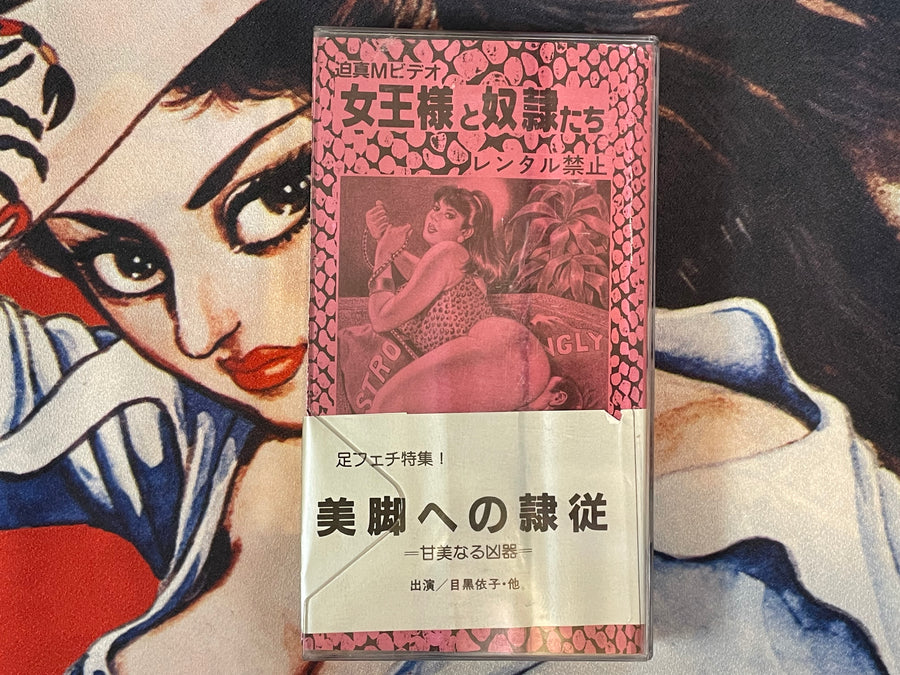 迫真Mビデオ
女王様と奴隷たち
レンタル禁止
STRO
NGLY
足フェチ特集!
美脚への隷従
=甘美なる凶器=
出演/目黒依子・他。